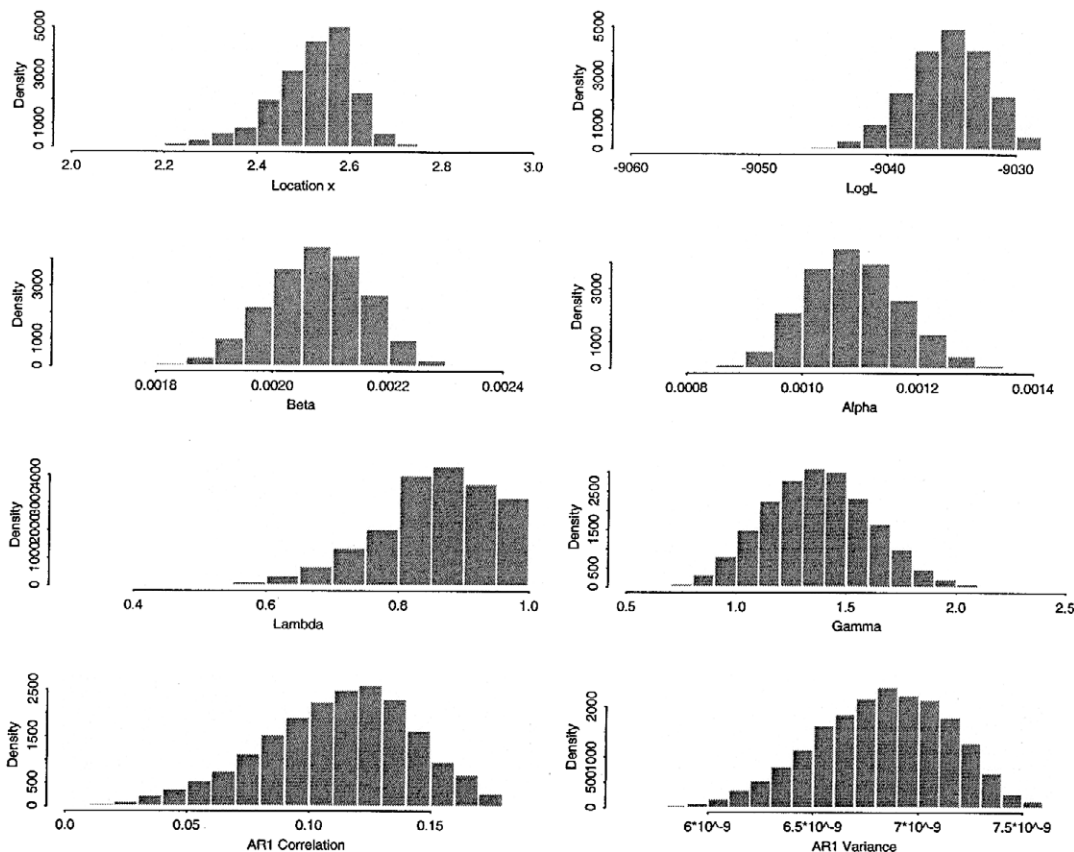 Density
0 1000 3000 5000
2.0 2.2 2.4 2.6 2.8 3.0
Location x
Density
0 1000 3000 5000
-9060 -9050 -9040 -9030
LogL
Density
0 1000 3000
0.0018 0.0020 0.0022 0.0024
Beta
Density
0 1000 3000
0.0008 0.0010 0.0012 0.0014
Alpha
Density
0 1000 2000 3000 4000
0.4 0.6 0.8 1.0
Lambda
Density
0 500 1500 2500
0.5 1.0 1.5 2.0 2.5
Gamma
Density
0 500 1500 2500
0.0 0.05 0.10 0.15
AR1 Correlation
Density
0 500 1000 2000
6*10^-9 6.5*10^-9 7*10^-9 7.5*10^-9
AR1 Variance